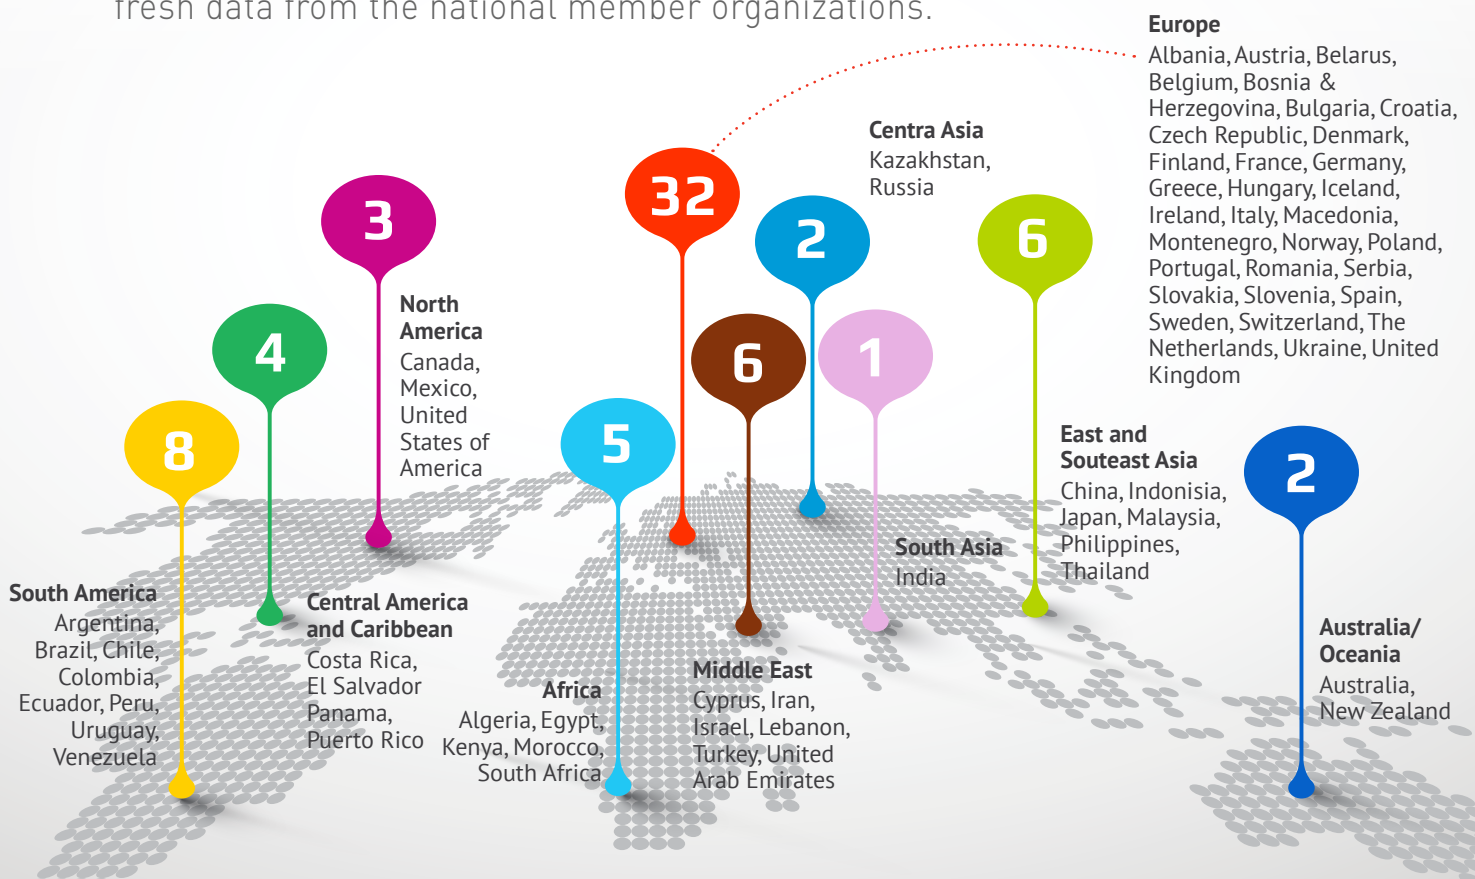 fresh data from the national member organizations.
Europe
Albania, Austria, Belarus,
Belgium, Bosnia &
Herzegovina, Bulgaria, Croatia,
Czech Republic, Denmark,
Finland, France, Germany,
Greece, Hungary, Iceland,
Ireland, Italy, Macedonia,
Montenegro, Norway, Poland,
Portugal, Romania, Serbia,
Slovakia, Slovenia, Spain,
Sweden, Switzerland, The
Netherlands, Ukraine, United
Kingdom
32
Centra Asia
Kazakhstan,
Russia
2
3
North
America
Canada,
Mexico,
United
States of
America
6
East and
Souteast Asia
China, Indonisia,
Japan, Malaysia,
Philippines,
Thailand
4
Central America
and Caribbean
Costa Rica,
El Salvador
Panama,
Puerto Rico
6
Middle East
Cyprus, Iran,
Israel, Lebanon,
Turkey, United
Arab Emirates
1
South Asia
India
8
South America
Argentina,
Brazil, Chile,
Colombia,
Ecuador, Peru,
Uruguay,
Venezuela
5
Africa
Algeria, Egypt,
Kenya, Morocco,
South Africa
2
Australia/
Oceania
Australia,
New Zealand